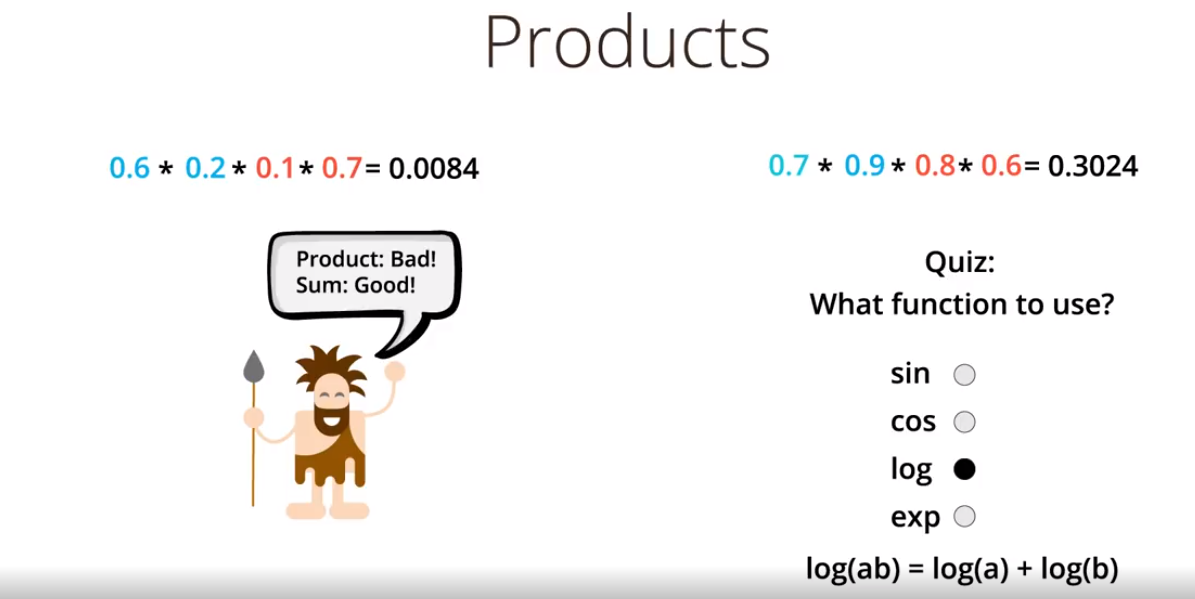 Products
0.6 * 0.2 * 0.1 * 0.7 = 0.0084
0.7 * 0.9 * 0.8 * 0.6 = 0.3024
Product: Bad!
Sum: Good!
Quiz:
What function to use?
sin
cos
log
exp
log(ab) = log(a) + log(b)